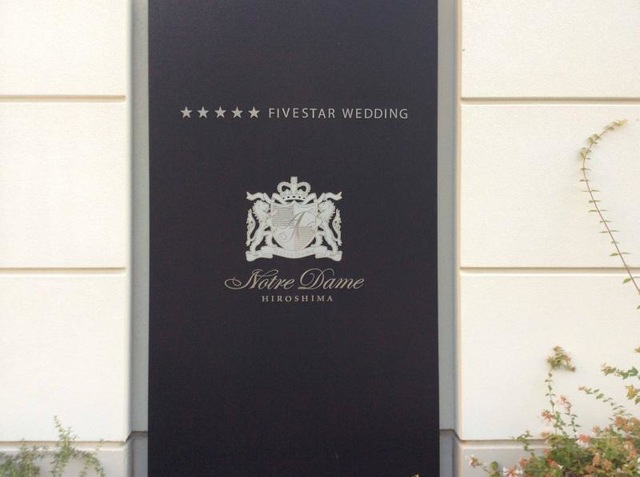 ★★★★★ FIVESTAR WEDDING
N
Notre Dame
HIROSHIMA